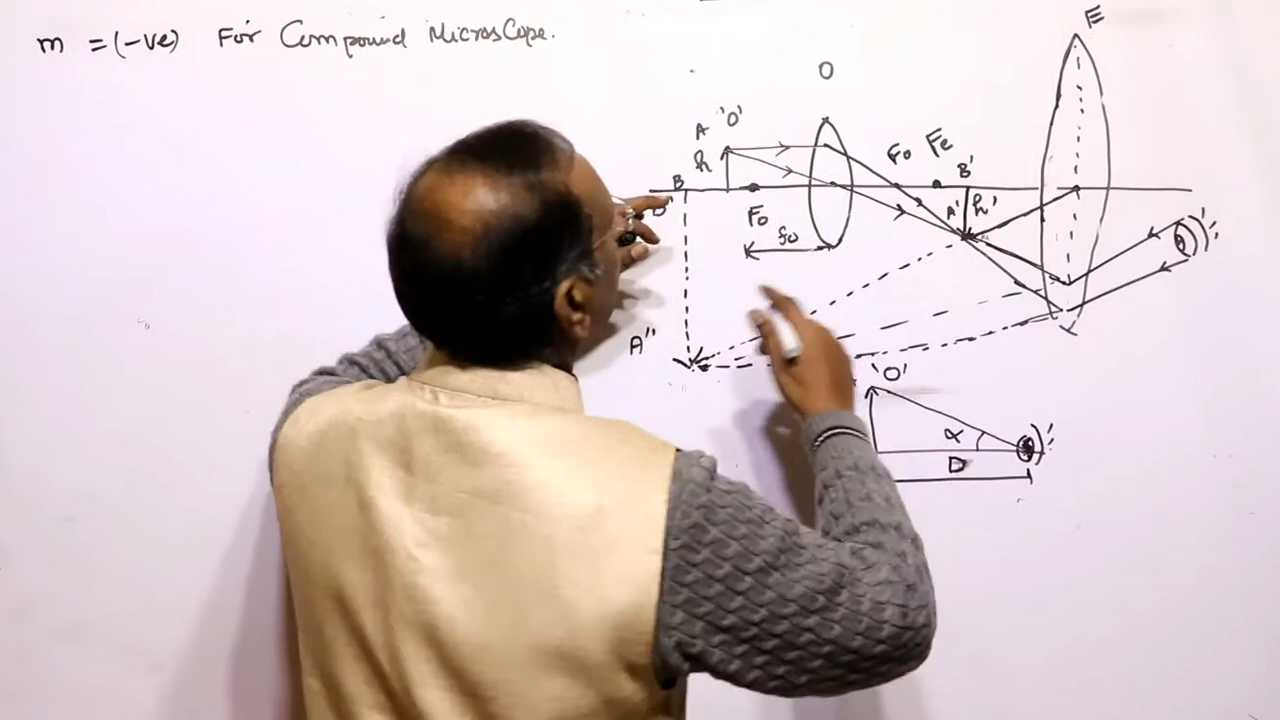 m = (-ve) For Compound MicroScope.
E
O
A 'O'
h
Fo Fe
B'
B
A' h'
Fo
fo
A"
'O'
α
D